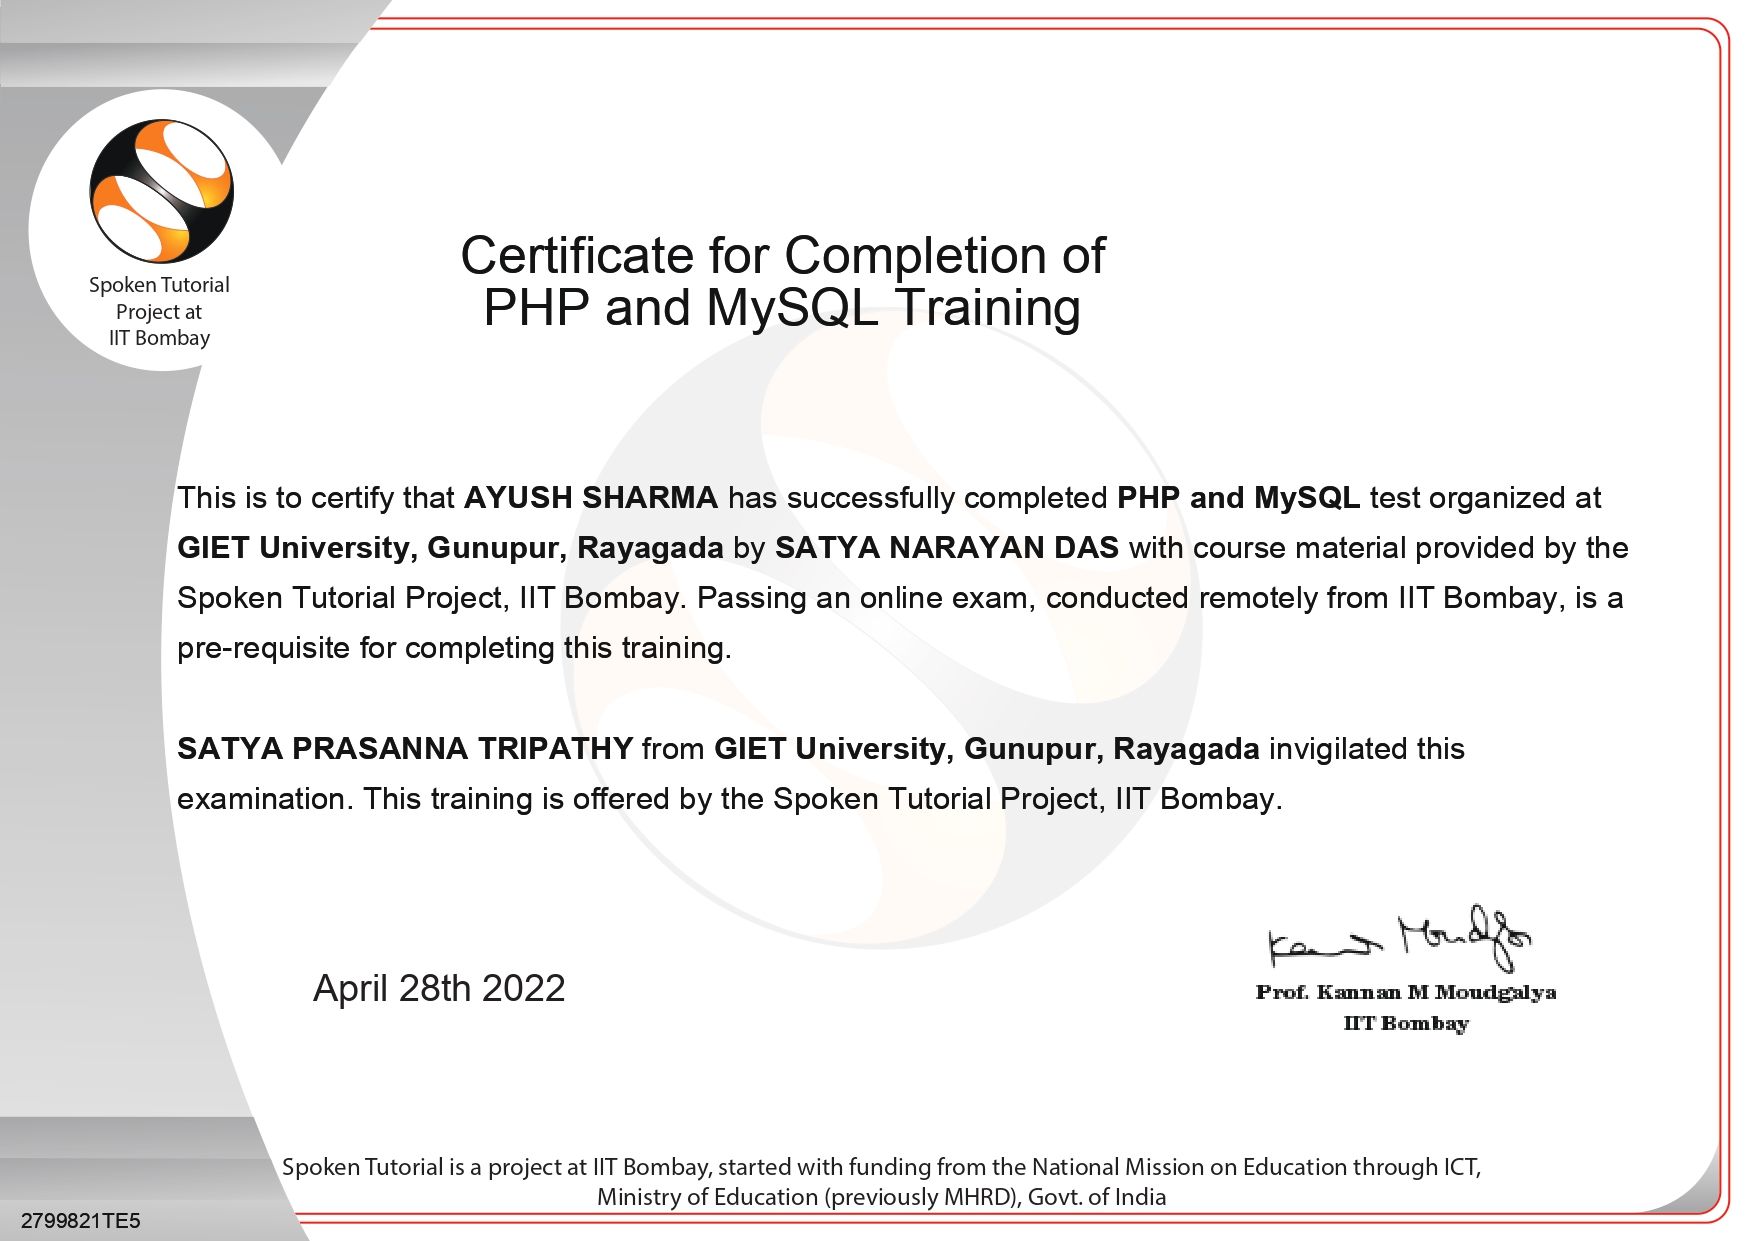 Spoken Tutorial
Project at
IIT Bombay
Certificate for Completion of
PHP and MySQL Training
This is to certify that AYUSH SHARMA has successfully completed PHP and MySQL test organized at
GIET University, Gunupur, Rayagada by SATYA NARAYAN DAS with course material provided by the
Spoken Tutorial Project, IIT Bombay. Passing an online exam, conducted remotely from IIT Bombay, is a
pre-requisite for completing this training.
SATYA PRASANNA TRIPATHY from GIET University, Gunupur, Rayagada invigilated this
examination. This training is offered by the Spoken Tutorial Project, IIT Bombay.
April 28th 2022
Kannan Moudgalya
Prof. Kannan M Moudgalya
IIT Bombay
Spoken Tutorial is a project at IIT Bombay, started with funding from the National Mission on Education through ICT,
Ministry of Education (previously MHRD), Govt. of India
2799821TE5